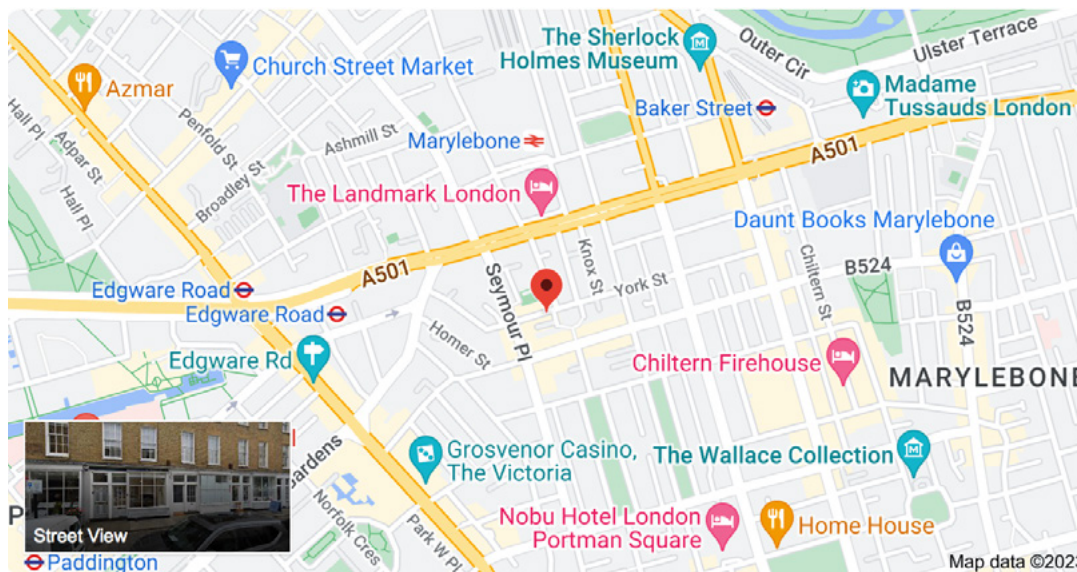 The Sherlock
Holmes Museum
Outer Cir
Ulster Terrace
Azmar
Church Street Market
Madame
Tussauds London
Hall Pl
Penfold St
Ashmill St
Baker Street
Adpar St
Marylebone
A501
Broadley St
Hall Pl
The Landmark London
Daunt Books Marylebone
Knox St
A501
Seymour Pl
Chiltern St
B524
York St
Edgware Road
Edgware Road
B524
Homer St
Edgware Rd
Chiltern Firehouse
MARYLEBONE
Grosvenor Casino,
The Victoria
The Wallace Collection
Norfolk Cres
Park W Pl
Nobu Hotel London
Portman Square
Home House
Street View
Paddington
Map data ©2023